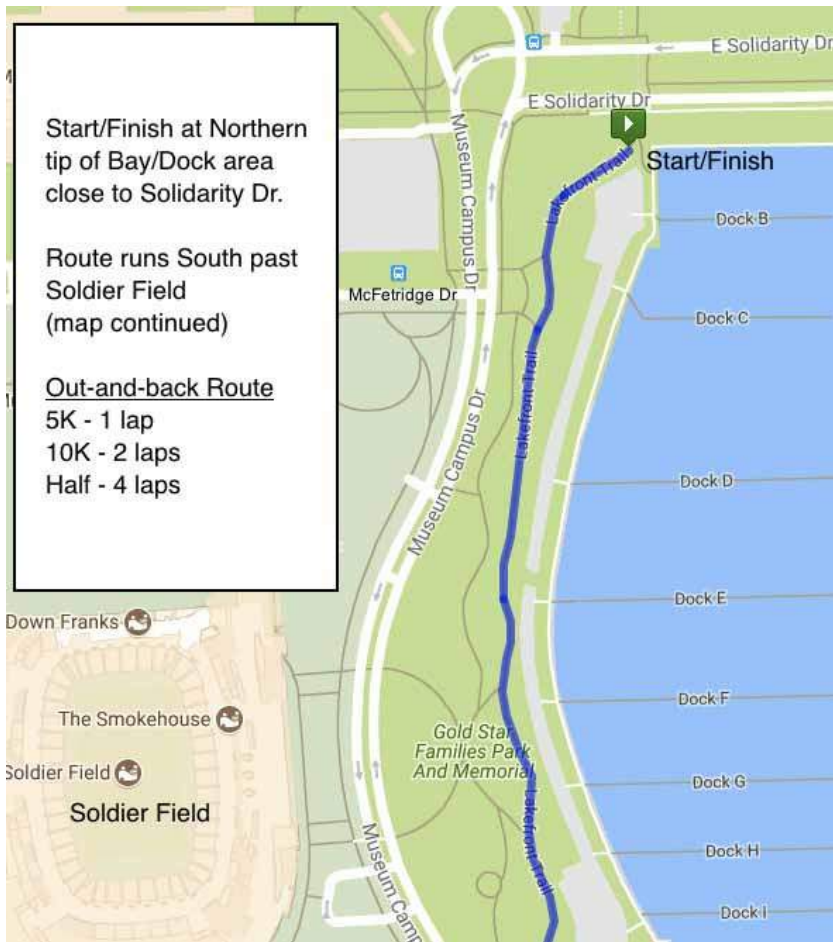 Start/Finish at Northern
tip of Bay/Dock area
close to Solidarity Dr.
Route runs South past
Soldier Field
(map continued)
Out-and-back Route
5K - 1 lap
10K - 2 laps
Half - 4 laps
E Solidarity Dr
E Solidarity Dr
Start/Finish
Lakefront Trail
Museum Campus Dr
Dock B
McFetridge Dr
Dock C
Lakefront Trail
Museum Campus Dr
Dock D
Dock E
Down Franks
Dock F
The Smokehouse
Gold Star
Families Park
And Memorial
Soldier Field
Dock G
Soldier Field
Lakefront Trail
Museum Camp
Dock H
Dock I